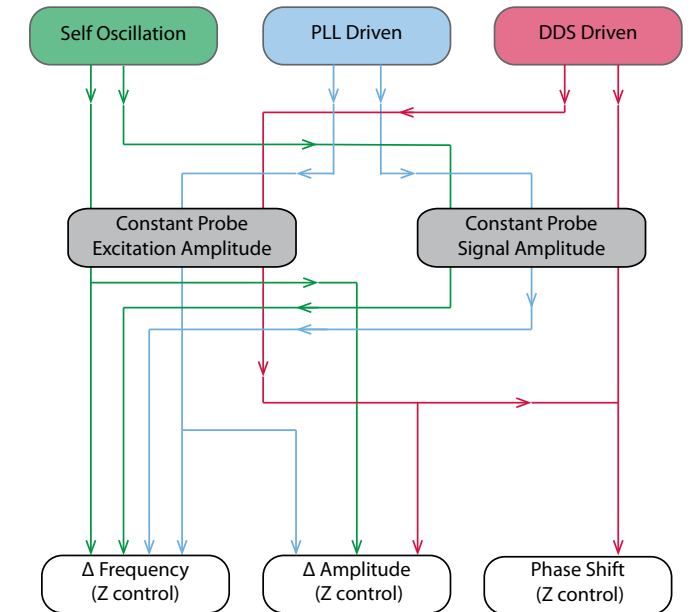 Self Oscillation
PLL Driven
DDS Driven
Constant Probe
Excitation Amplitude
Constant Probe
Signal Amplitude
Δ Frequency
(Z control)
Δ Amplitude
(Z control)
Phase Shift
(Z control)